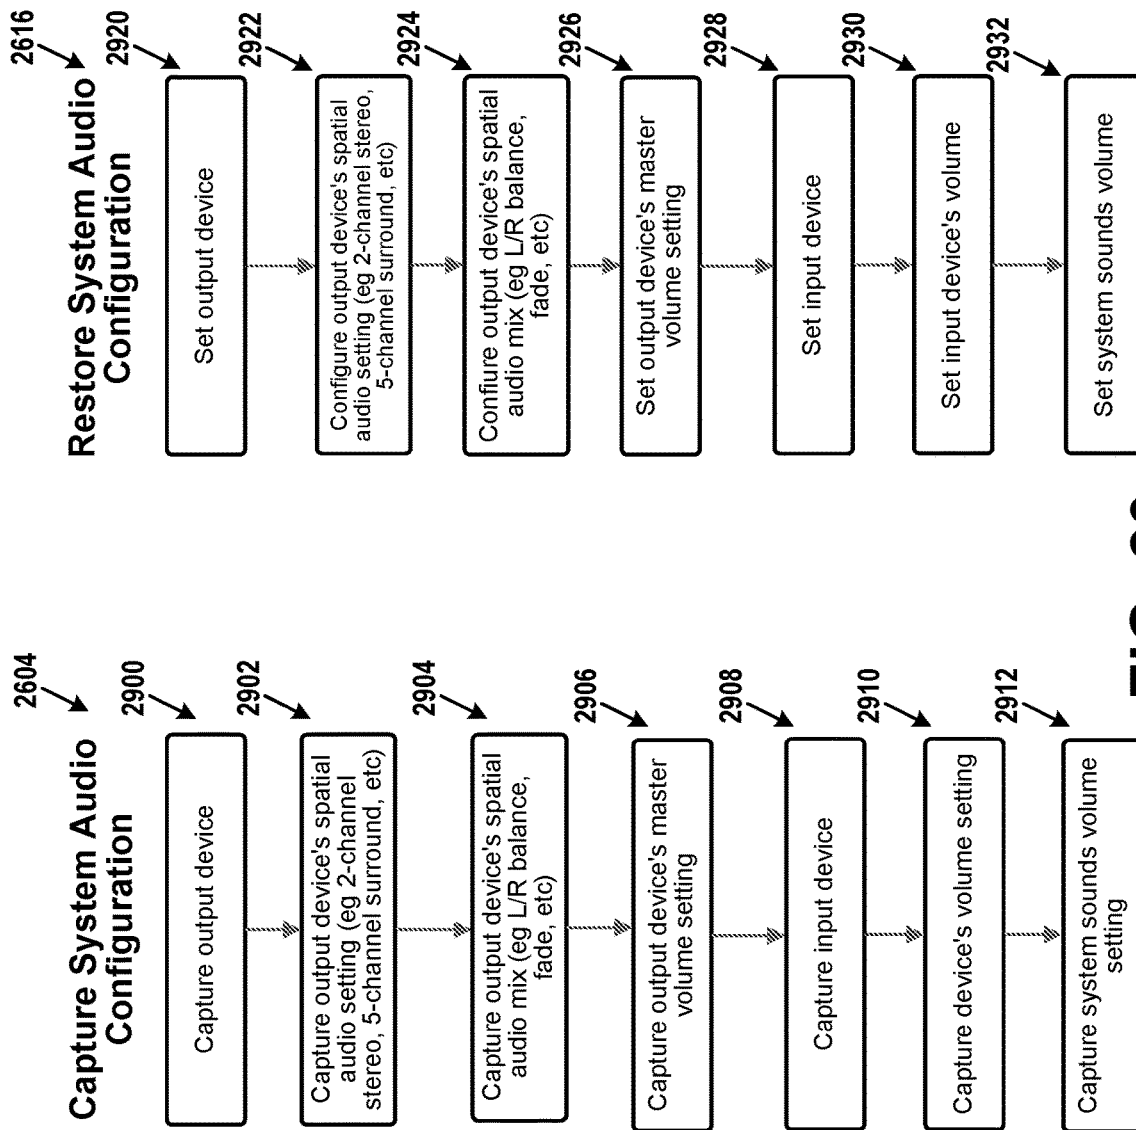 Capture System Audio
Configuration
2604
Capture output device
2900
Capture output device's spatial
audio setting (eg 2-channel
stereo, 5-channel surround, etc)
2902
Capture output device's spatial
audio mix (eg L/R balance,
fade, etc)
2904
Capture output device's master
volume setting
2906
Capture input device
2908
Capture device's volume setting
2910
Capture system sounds volume
setting
2912
Restore System Audio
Configuration
2616
Set output device
2920
Configure output device's spatial
audio setting (eg 2-channel stereo,
5-channel surround, etc)
2922
Confiure output device's spatial
audio mix (eg L/R balance,
fade, etc)
2924
Set output device's master
volume setting
2926
Set input device
2928
Set input device's volume
2930
Set system sounds volume
2932